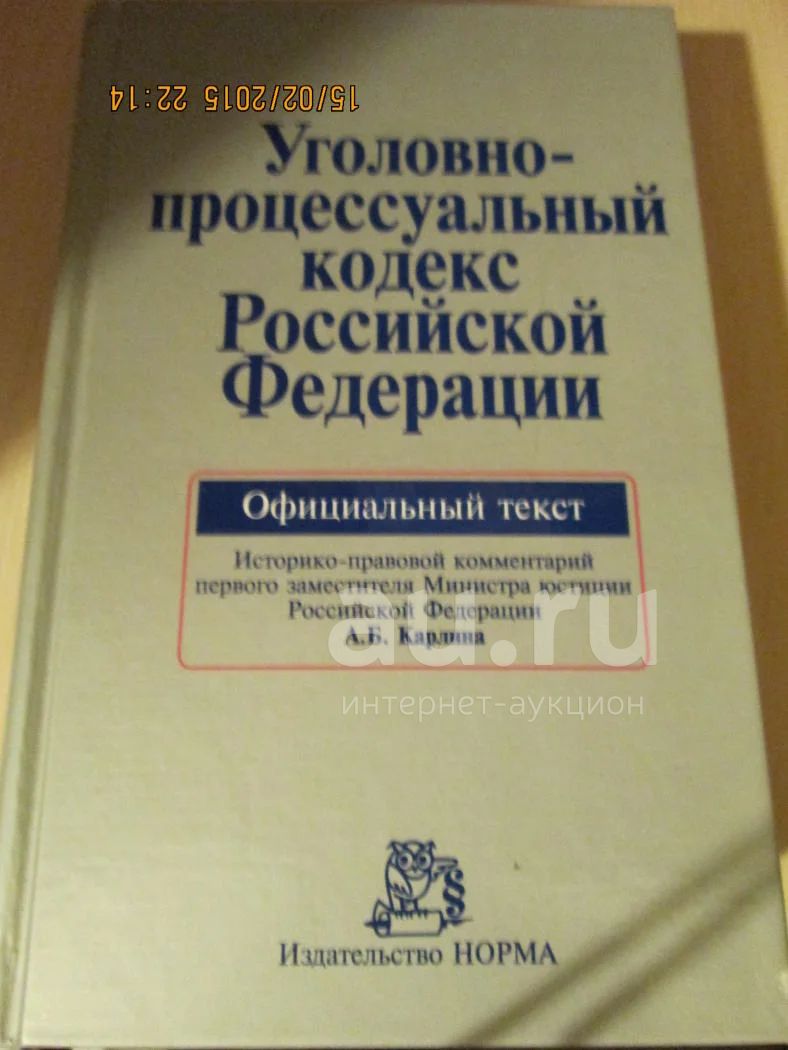 15/02/2015 22:14
Уголовно-
процессуальный
кодекс
Российской
Федерации
Официальный текст
Историко-правовой комментарий
первого заместителя Министра юстиции
Российской Федерации
А.Б. Карлина
au.ru
интернет-аукцион
§
Издательство НОРМА